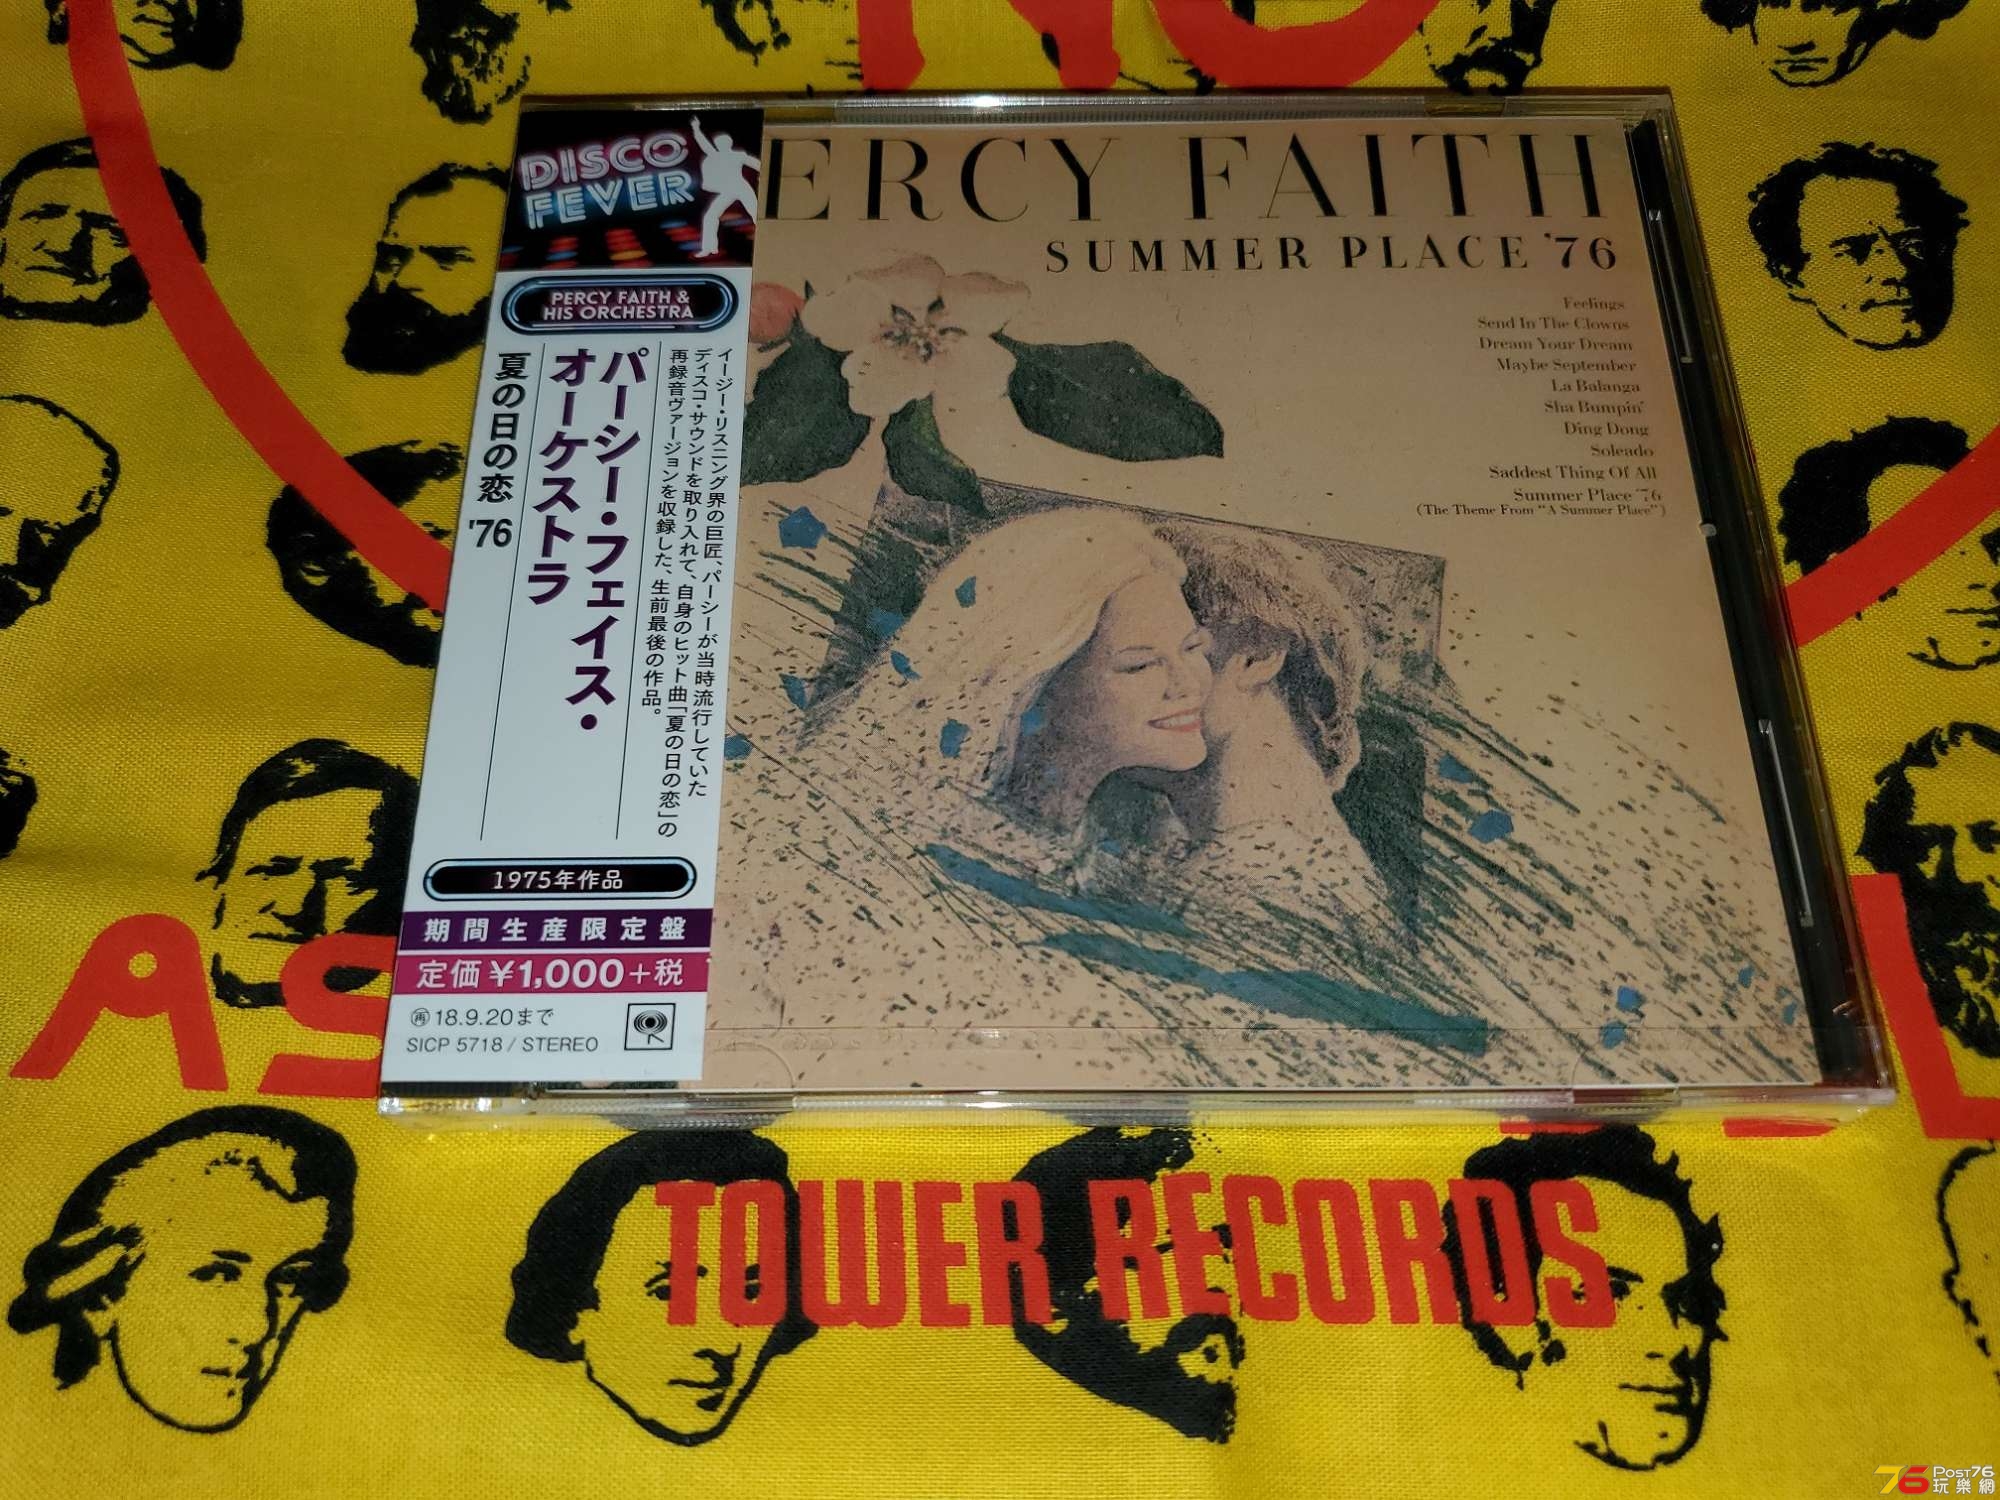 NO
DISCO
FEVER
PERCY FAITH &
HIS ORCHESTRA
イージー・リスニング界の巨匠、パーシーが当時流行していた
ディスコ・サウンドを取り入れて、自身のヒット曲「夏の日の恋」の
再録音ヴァージョンを収録した、生前最後の作品。
パーシー・フェイス・
オーケストラ
夏の日の恋 '76
1975年作品
期間生産限定盤
定価¥1,000+税
再18.9.20まで
SICP 5718 / STEREO
ERCY FAITH
SUMMER PLACE '76
Feelings
Send In The Clowns
Dream Your Dream
Maybe September
La Balanga
Sha Bumpin'
Ding Dong
Soleado
Saddest Thing Of All
Summer Place '76
(The Theme From "A Summer Place")
TOWER RECORDS
Post76
玩樂網